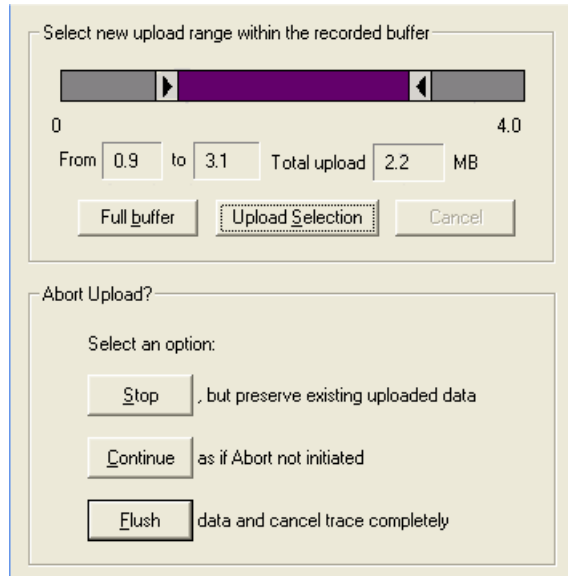 Select new upload range within the recorded buffer
0 4.0
From 0.9 to 3.1 Total upload 2.2 MB
Full buffer Upload Selection Cancel
Abort Upload?
Select an option:
Stop , but preserve existing uploaded data
Continue as if Abort not initiated
Flush data and cancel trace completely